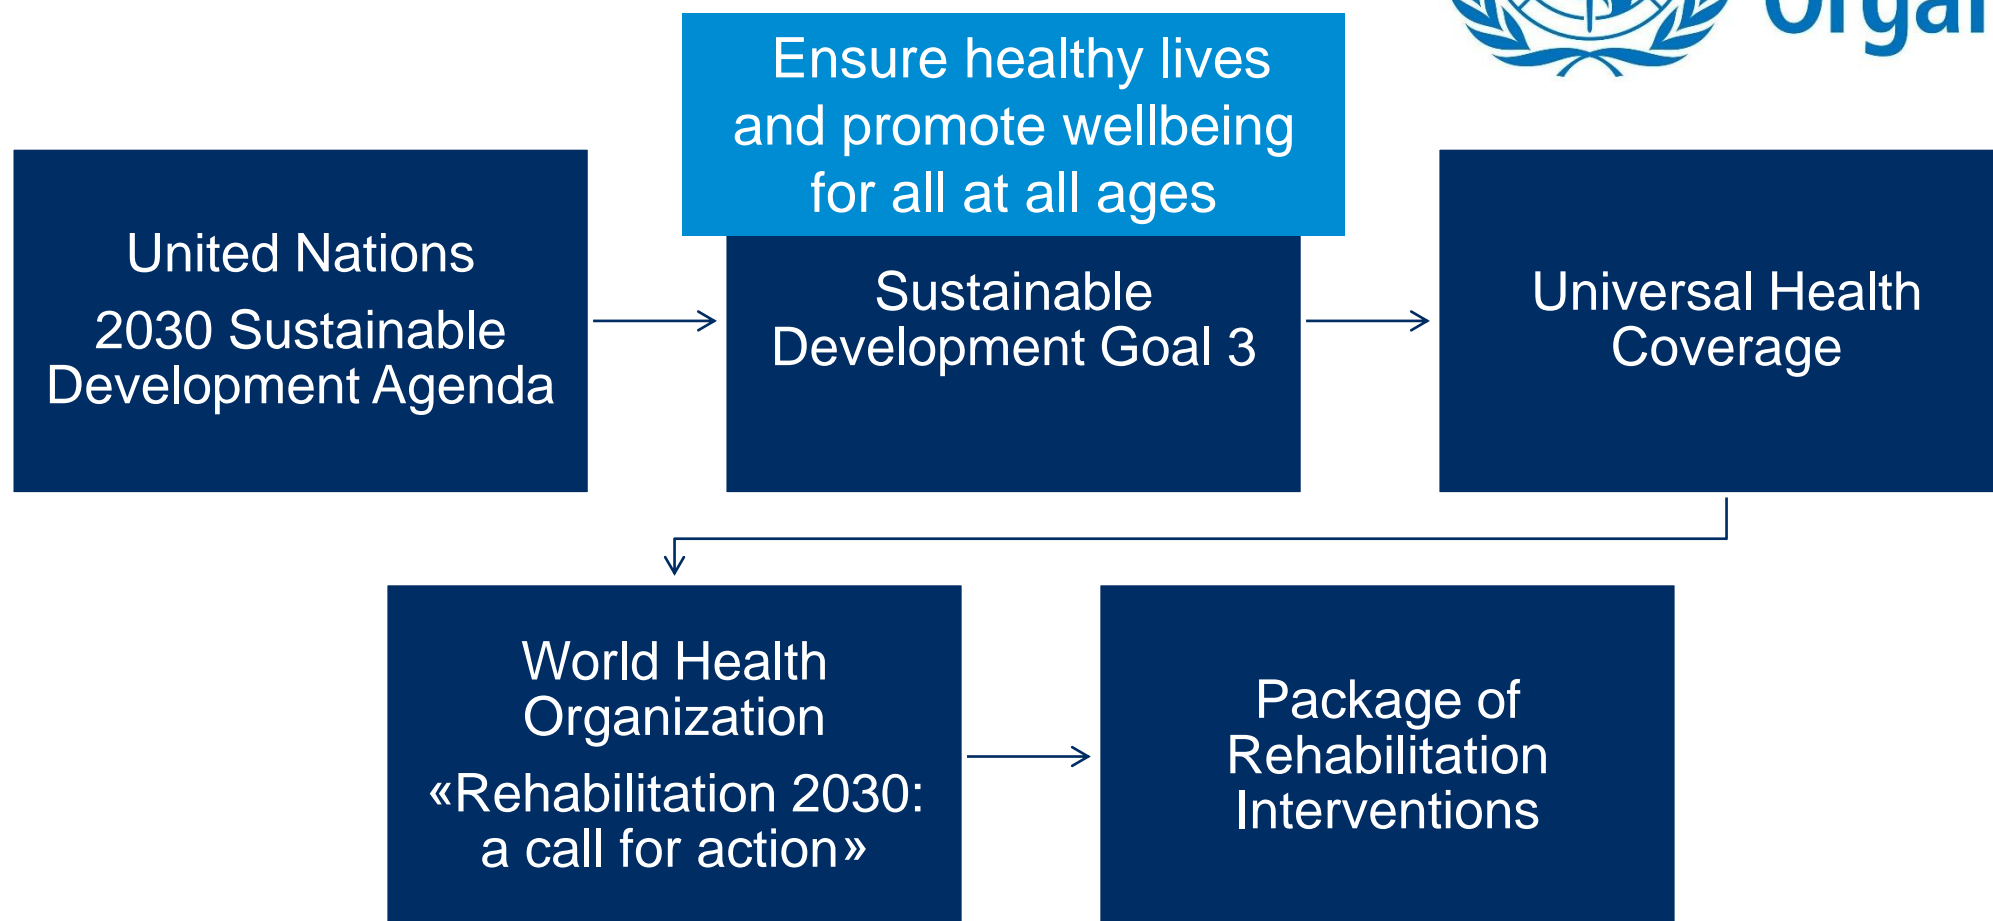 Ensure healthy lives
and promote wellbeing
for all at all ages
United Nations
2030 Sustainable
Development Agenda
Sustainable
Development Goal 3
Universal Health
Coverage
World Health
Organization
«Rehabilitation 2030:
a call for action»
Package of
Rehabilitation
Interventions